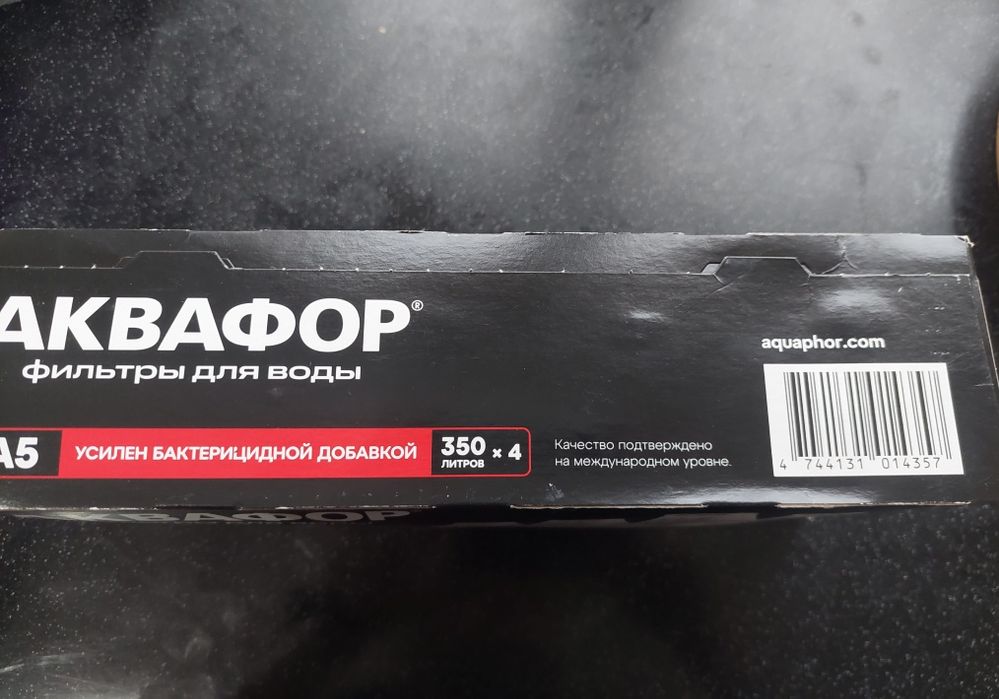 АКВАФОР®
фильтры для воды
aquaphor.com
А5
УСИЛЕН БАКТЕРИЦИДНОЙ ДОБАВКОЙ
350
ЛИТРОВ × 4
Качество подтверждено
на международном уровне.
4 744131 014357
АКВАФОР